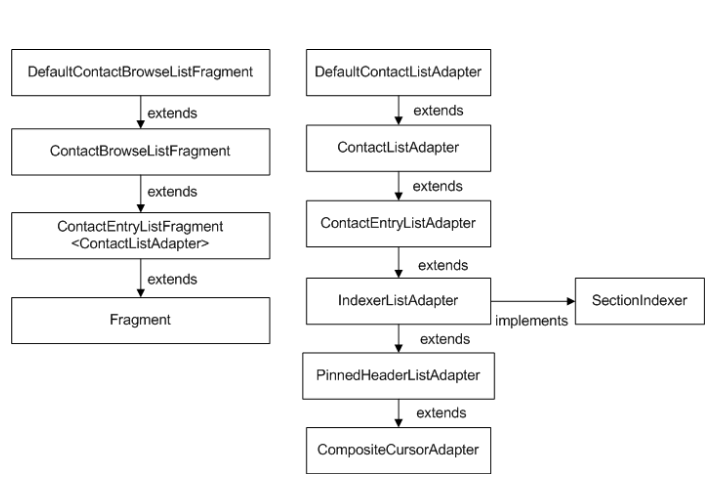 DefaultContactBrowseListFragment
extends
ContactBrowseListFragment
extends
ContactEntryListFragment
<ContactListAdapter>
extends
Fragment
DefaultContactListAdapter
extends
ContactListAdapter
extends
ContactEntryListAdapter
extends
IndexerListAdapter
implements
SectionIndexer
extends
PinnedHeaderListAdapter
extends
CompositeCursorAdapter